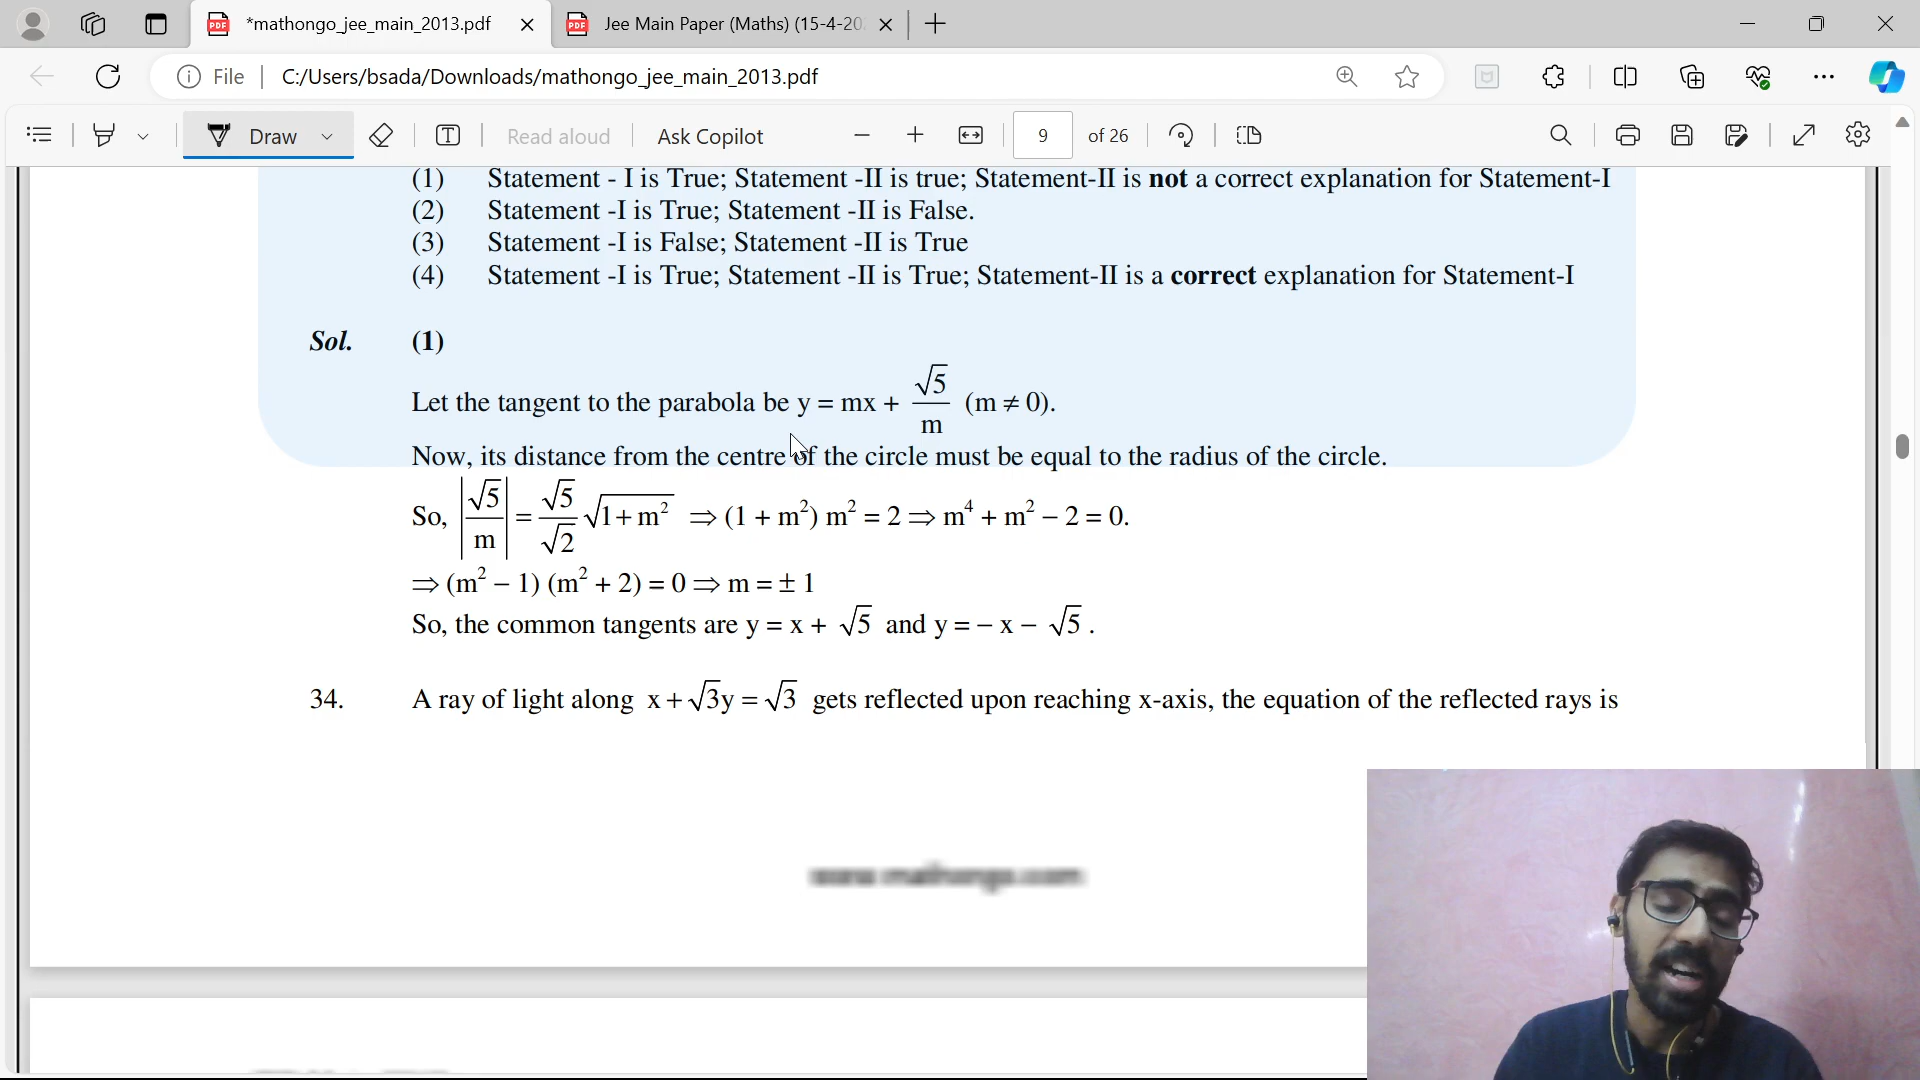 *mathongo_jee_main_2013.pdf
Jee Main Paper (Maths) (15-4-20
File
C:/Users/bsada/Downloads/mathongo_jee_main_2013.pdf
Draw
Read aloud
Ask Copilot
9
of 26
(1) Statement - I is True; Statement -II is true; Statement-II is not a correct explanation for Statement-I
(2) Statement -I is True; Statement -II is False.
(3) Statement -I is False; Statement -II is True
(4) Statement -I is True; Statement -II is True; Statement-II is a correct explanation for Statement-I
Sol. (1)
Let the tangent to the parabola be y = mx + √5/m (m ≠ 0).
Now, its distance from the centre of the circle must be equal to the radius of the circle.
So, |√5/m| = √5/√2 √1+m² ⇒ (1 + m²) m² = 2 ⇒ m⁴ + m² − 2 = 0.
⇒ (m² − 1) (m² + 2) = 0 ⇒ m = ± 1
So, the common tangents are y = x + √5 and y = − x − √5 .
34. A ray of light along x + √3y = √3 gets reflected upon reaching x-axis, the equation of the reflected rays is
www.mathongo.com